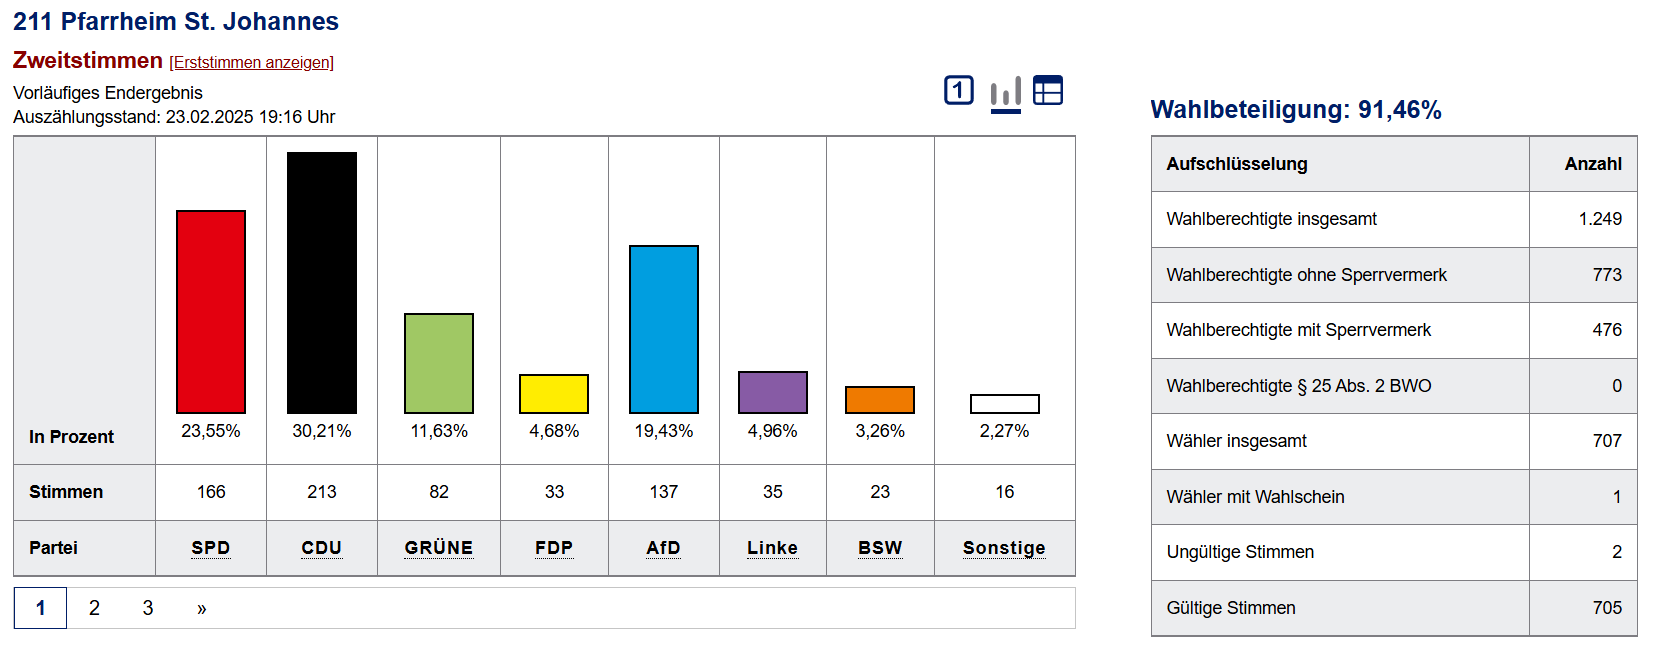 211 Pfarrheim St. Johannes
Zweitstimmen [Erststimmen anzeigen]
Vorläufiges Endergebnis
Auszählungsstand: 23.02.2025 19:16 Uhr
1
In Prozent 23,55% 30,21% 11,63% 4,68% 19,43% 4,96% 3,26% 2,27%
Stimmen 166 213 82 33 137 35 23 16
Partei SPD CDU GRÜNE FDP AfD Linke BSW Sonstige
1 2 3 »
Wahlbeteiligung: 91,46%
Aufschlüsselung Anzahl
Wahlberechtigte insgesamt 1.249
Wahlberechtigte ohne Sperrvermerk 773
Wahlberechtigte mit Sperrvermerk 476
Wahlberechtigte § 25 Abs. 2 BWO 0
Wähler insgesamt 707
Wähler mit Wahlschein 1
Ungültige Stimmen 2
Gültige Stimmen 705